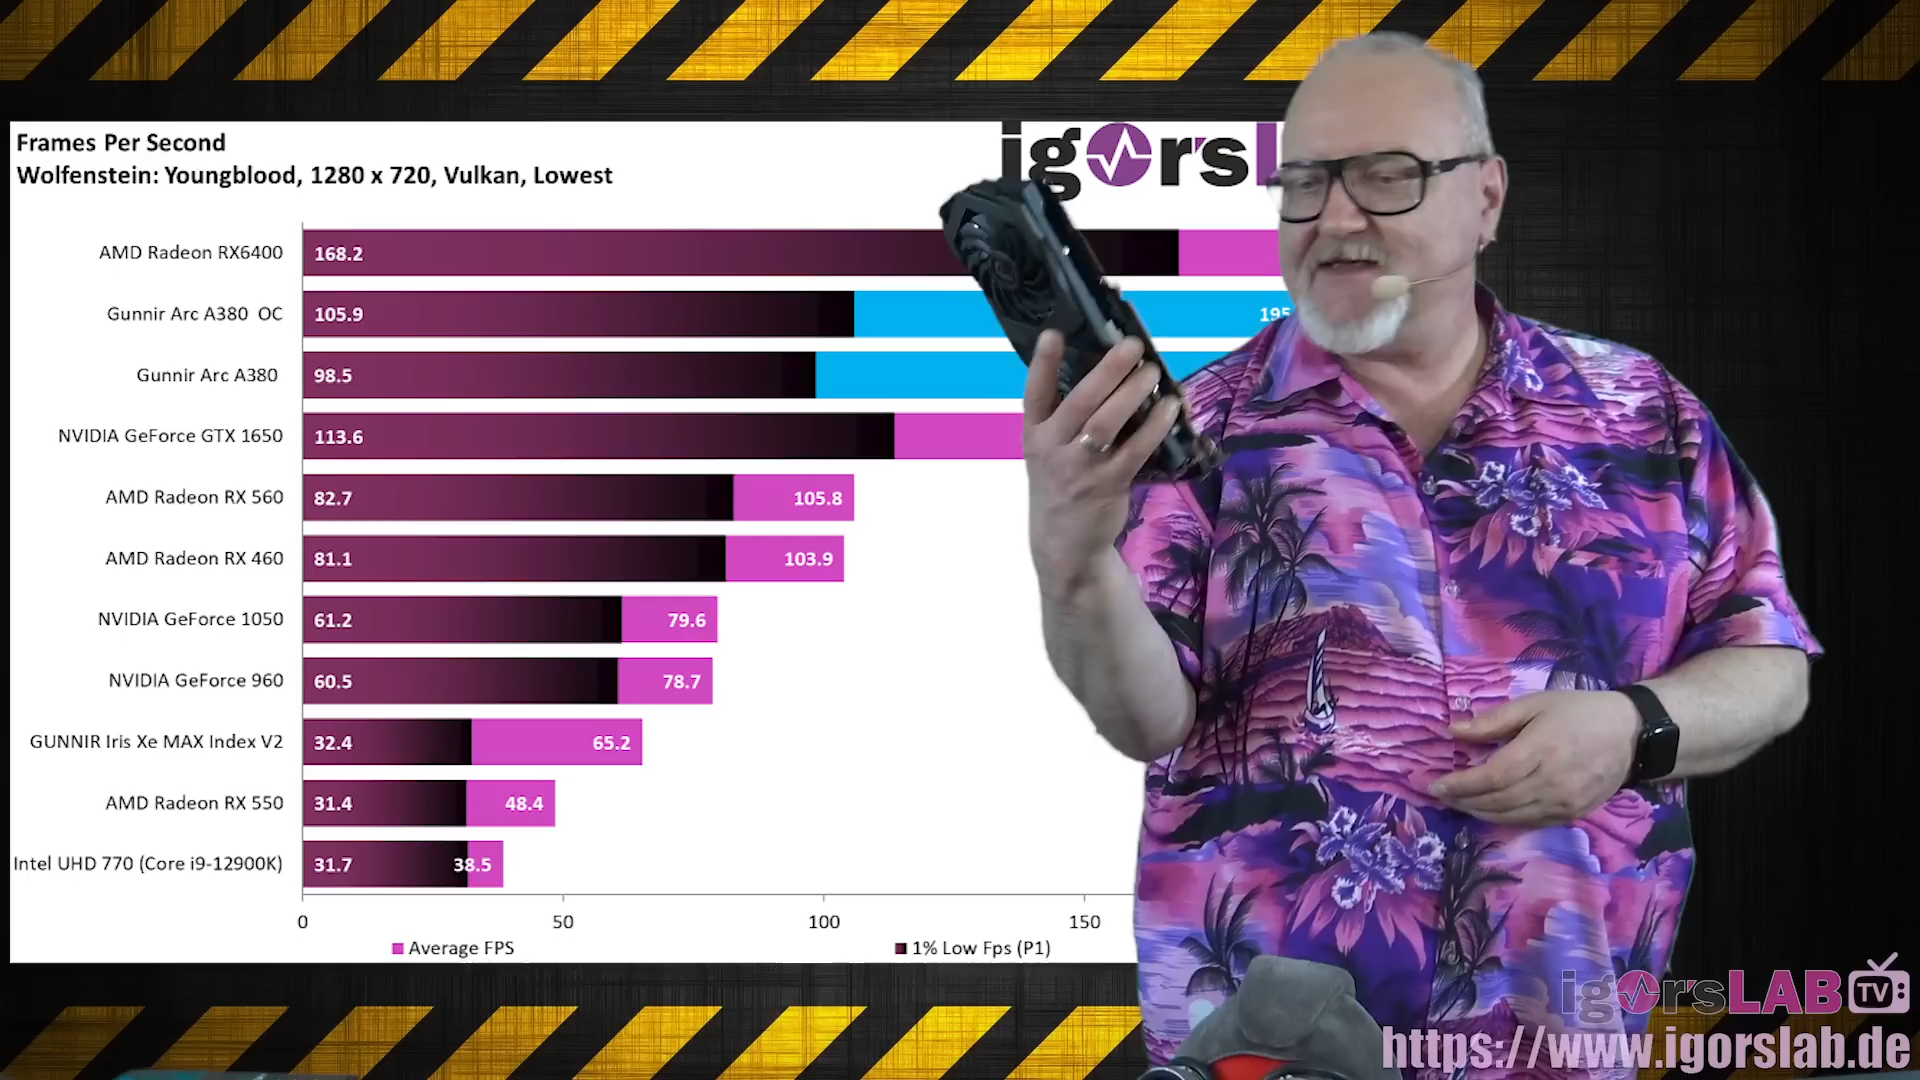 Frames Per Second
Wolfenstein: Youngblood, 1280 x 720, Vulkan, Lowest
igorsL
AMD Radeon RX6400 168.2
Gunnir Arc A380 OC 105.9 195
Gunnir Arc A380 98.5
NVIDIA GeForce GTX 1650 113.6
AMD Radeon RX 560 82.7 105.8
AMD Radeon RX 460 81.1 103.9
NVIDIA GeForce 1050 61.2 79.6
NVIDIA GeForce 960 60.5 78.7
GUNNIR Iris Xe MAX Index V2 32.4 65.2
AMD Radeon RX 550 31.4 48.4
Intel UHD 770 (Core i9-12900K) 31.7 38.5
0 50 100 150
Average FPS 1% Low Fps (P1)
igorsLAB TV
https://www.igorslab.de